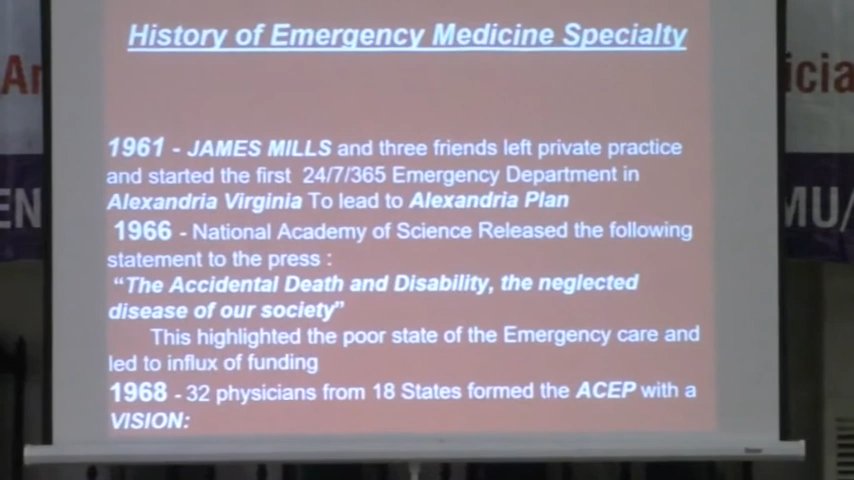 History of Emergency Medicine Specialty
1961 - JAMES MILLS and three friends left private practice
and started the first 24/7/365 Emergency Department in
Alexandria Virginia To lead to Alexandria Plan
1966 - National Academy of Science Released the following
statement to the press :
“The Accidental Death and Disability, the neglected
disease of our society”
This highlighted the poor state of the Emergency care and
led to influx of funding
1968 - 32 physicians from 18 States formed the ACEP with a
VISION:
An
icia
EN
MU/